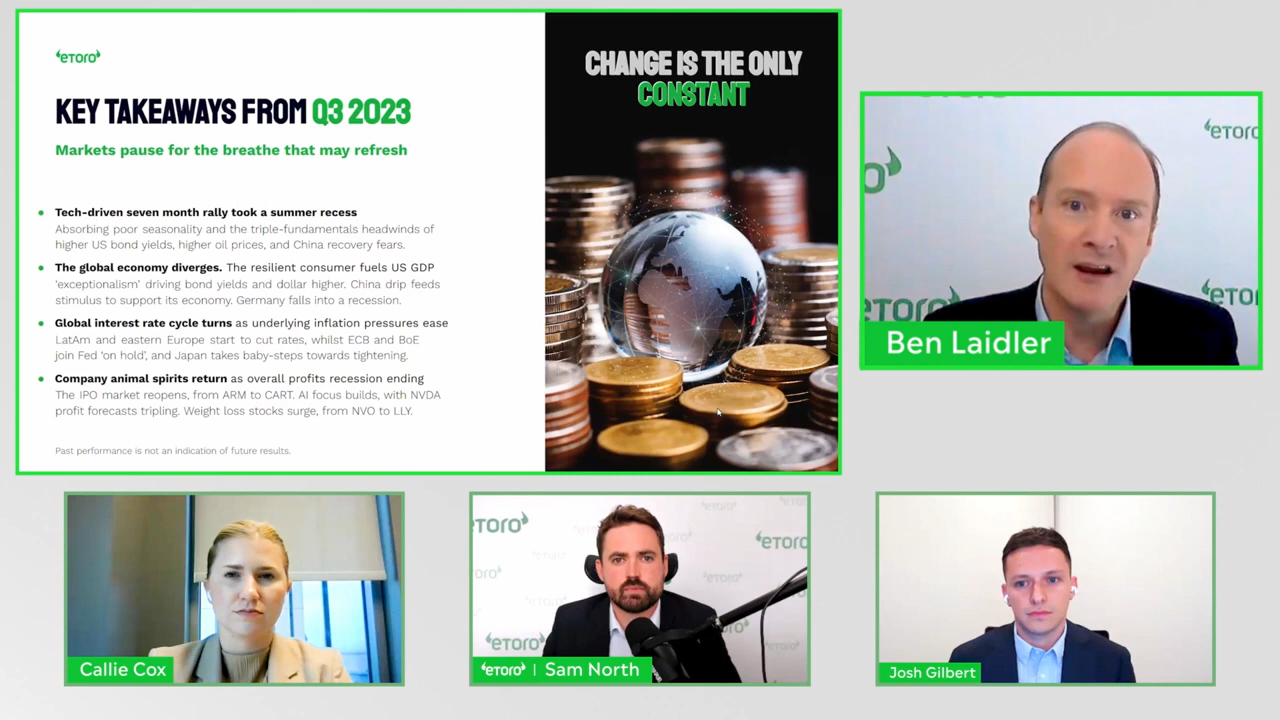 eTORO
KEY TAKEAWAYS FROM Q3 2023
Markets pause for the breathe that may refresh
• Tech-driven seven month rally took a summer recess
Absorbing poor seasonality and the triple-fundamentals headwinds of
higher US bond yields, higher oil prices, and China recovery fears.
• The global economy diverges. The resilient consumer fuels US GDP
'exceptionalism' driving bond yields and dollar higher. China drip feeds
stimulus to support its economy. Germany falls into a recession.
• Global interest rate cycle turns as underlying inflation pressures ease
LatAm and eastern Europe start to cut rates, whilst ECB and BoE
join Fed 'on hold', and Japan takes baby-steps towards tightening.
• Company animal spirits return as overall profits recession ending
The IPO market reopens, from ARM to CART. AI focus builds, with NVDA
profit forecasts tripling. Weight loss stocks surge, from NVO to LLY.
Past performance is not an indication of future results.
CHANGE IS THE ONLY
CONSTANT
eTORO
eTORO
eTORO
Ben Laidler
Callie Cox
eTORO
eTORO
eTORO
eTORO
eTORO | Sam North
Josh Gilbert